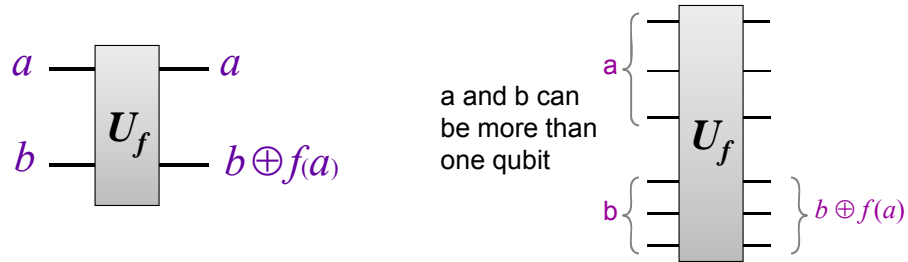 a
U_f
a
b
b ⊕ f(a)
a and b can
be more than
one qubit
a
U_f
b
b ⊕ f(a)